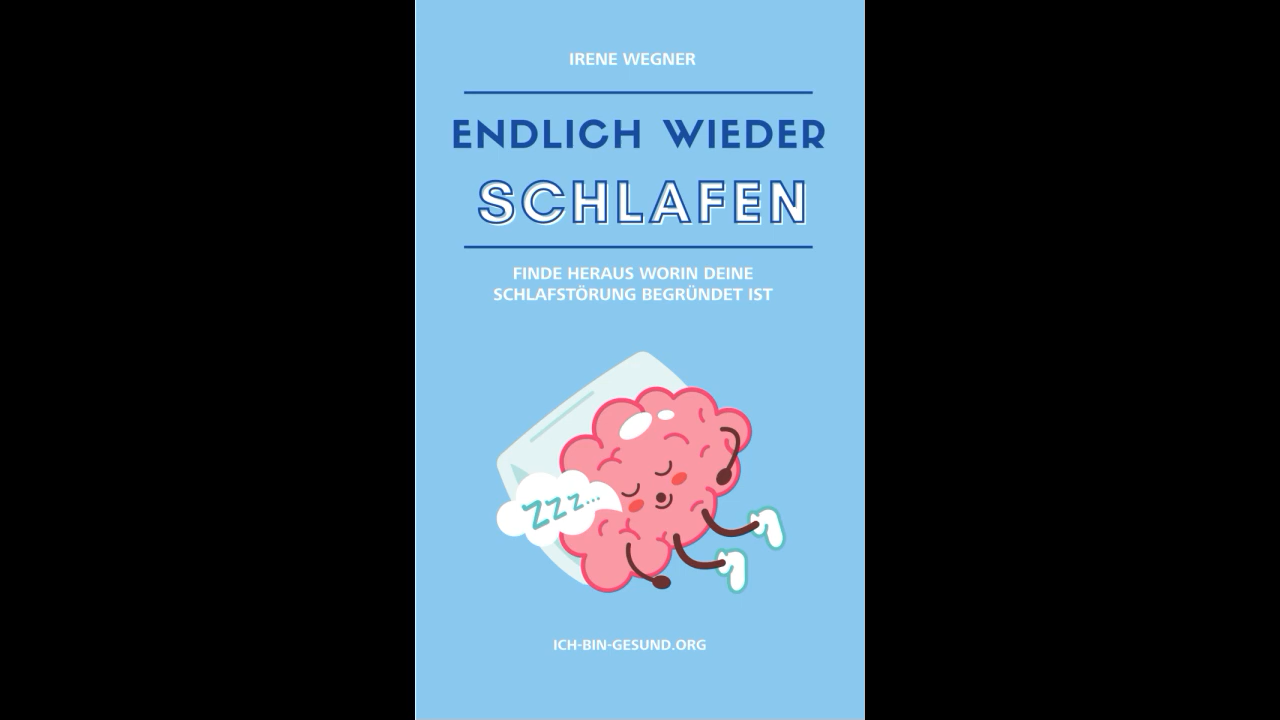 IRENE WEGNER
ENDLICH WIEDER
SCHLAFEN
FINDE HERAUS WORIN DEINE
SCHLAFSTÖRUNG BEGRÜNDET IST
ZZZ...
ICH-BIN-GESUND.ORG